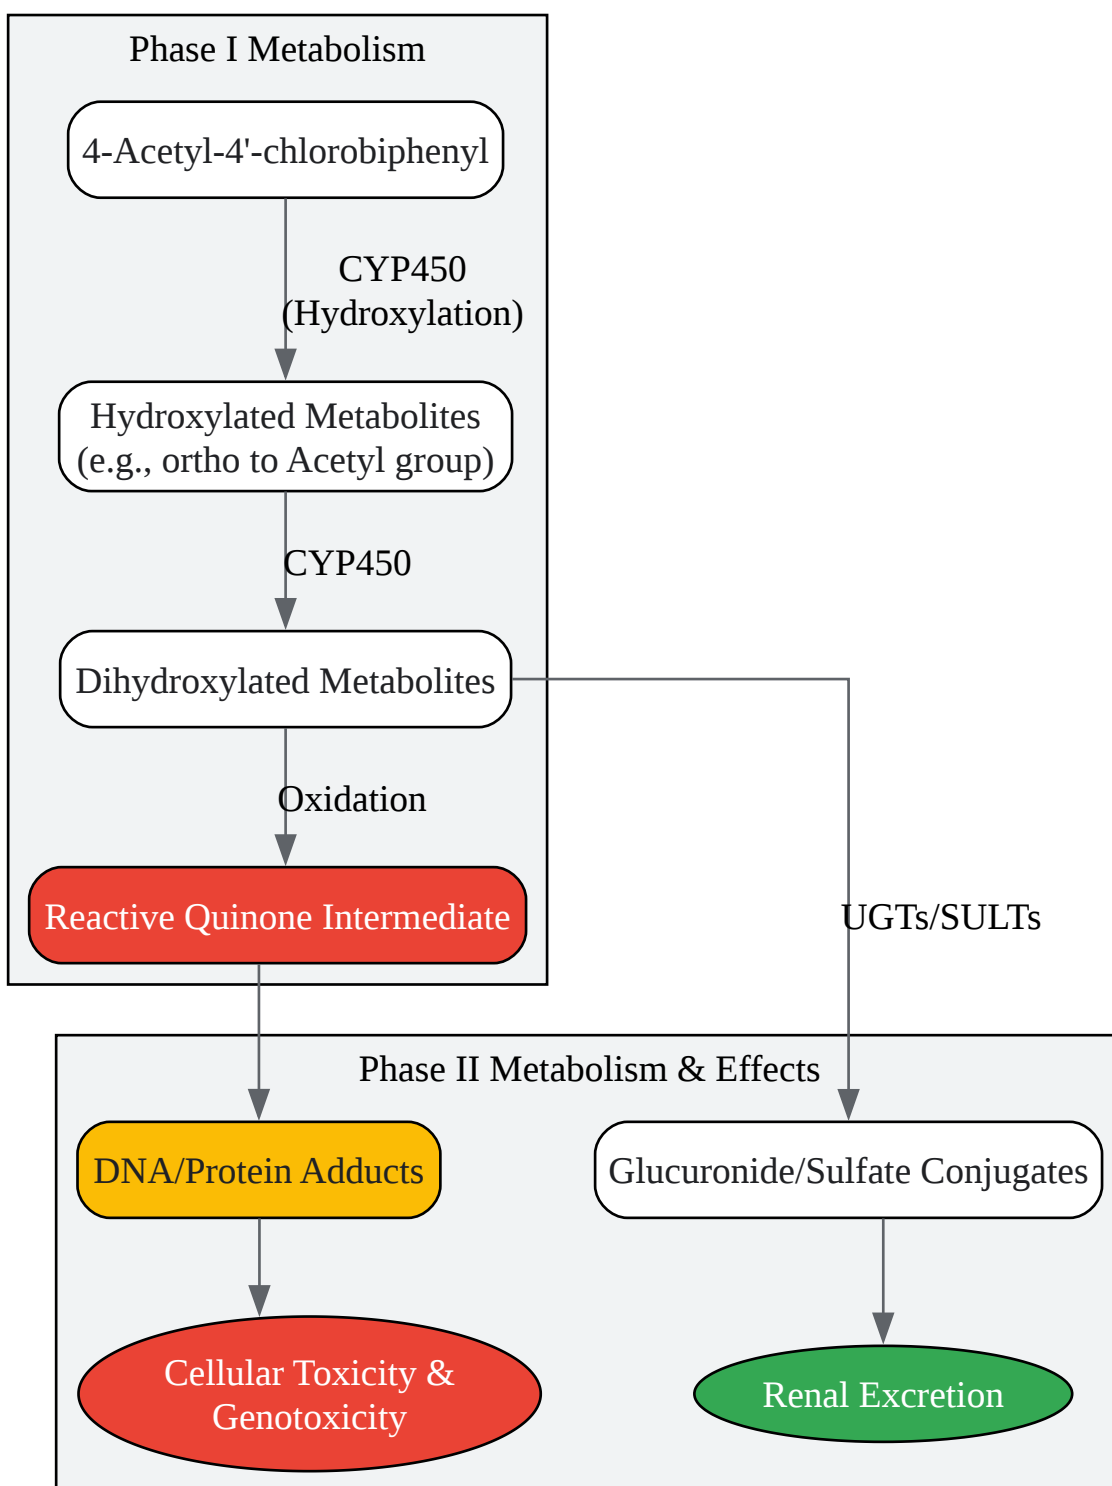 Phase I Metabolism
4-Acetyl-4'-chlorobiphenyl
CYP450
(Hydroxylation)
Hydroxylated Metabolites
(e.g., ortho to Acetyl group)
CYP450
Dihydroxylated Metabolites
Oxidation
Reactive Quinone Intermediate
UGTs/SULTs
Phase II Metabolism & Effects
DNA/Protein Adducts
Glucuronide/Sulfate Conjugates
Cellular Toxicity &
Genotoxicity
Renal Excretion